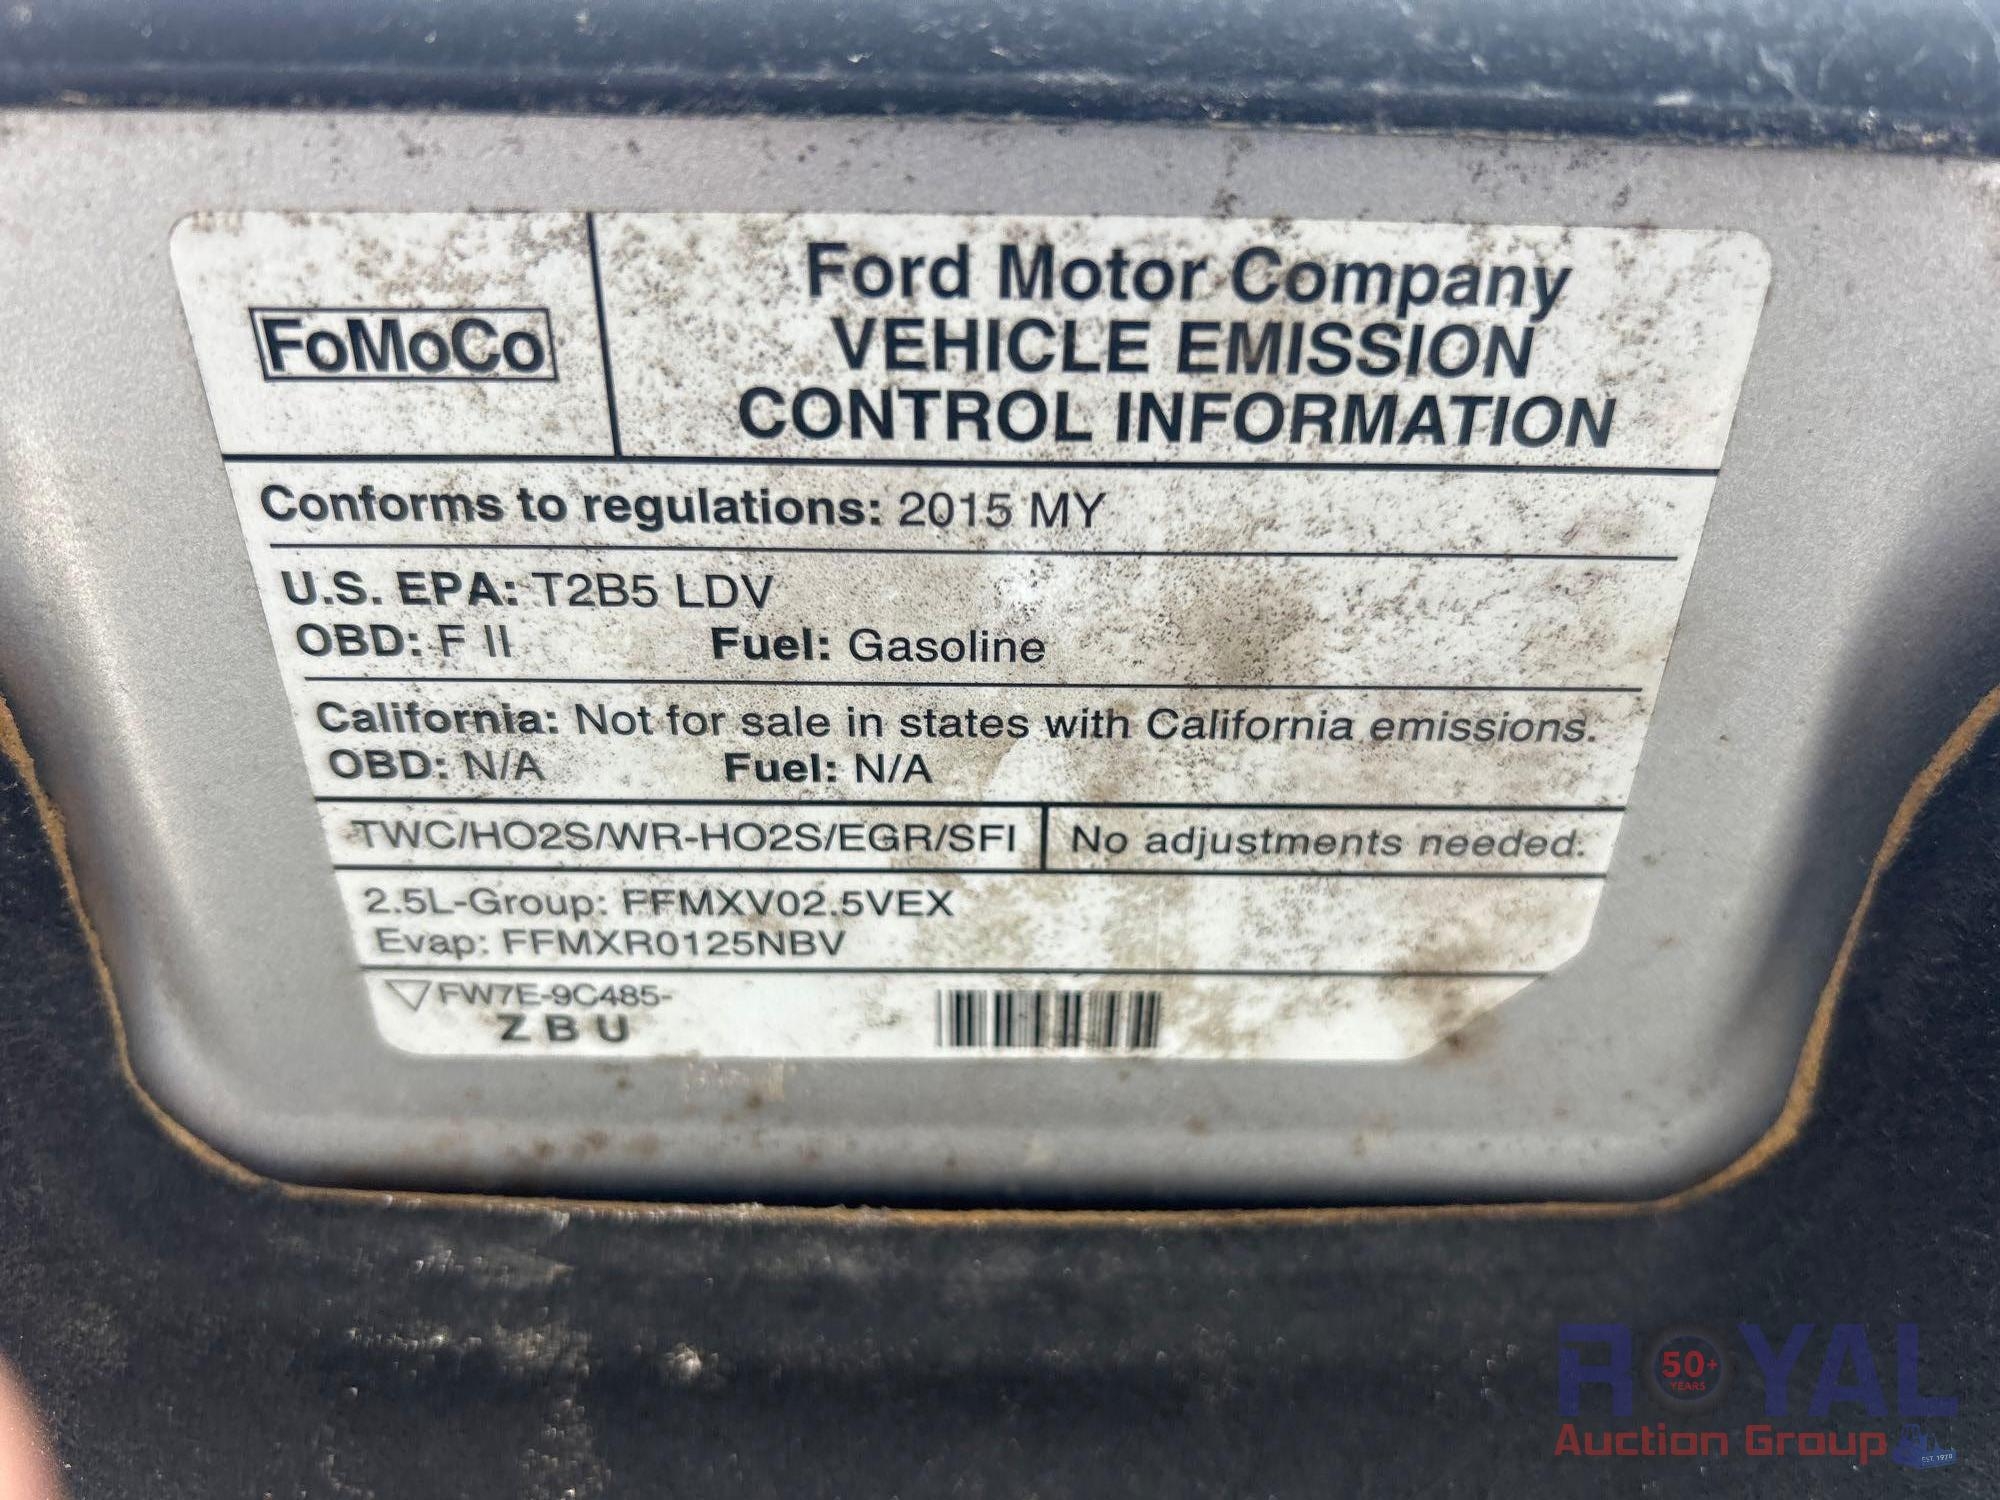 FoMoCo
Ford Motor Company
VEHICLE EMISSION
CONTROL INFORMATION
Conforms to regulations: 2015 MY
U.S. EPA: T2B5 LDV
OBD: F II Fuel: Gasoline
California: Not for sale in states with California emissions.
OBD: N/A Fuel: N/A
TWC/HO2S/WR-HO2S/EGR/SFI No adjustments needed.
2.5L-Group: FFMXV02.5VEX
Evap: FFMXR0125NBV
FW7E-9C485-
Z B U
ROYAL
50+
YEARS
Auction Group
EST. 1970